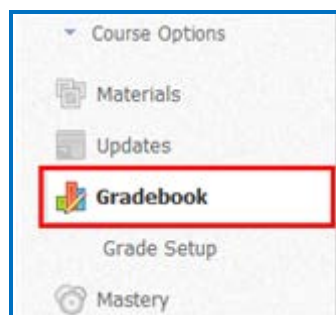 Course Options
Materials
Updates
Gradebook
Grade Setup
Mastery